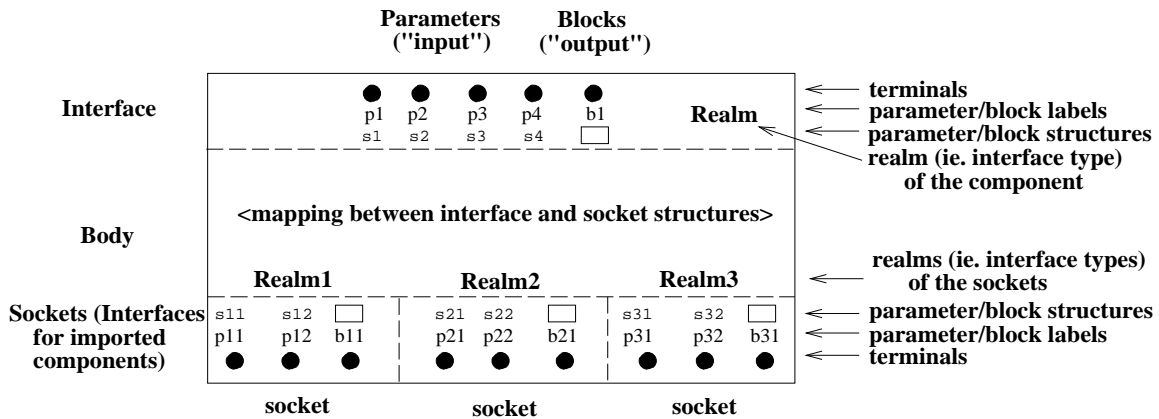 Parameters
("input")
Blocks
("output")
Interface
p1 p2 p3 p4 b1
s1 s2 s3 s4
Realm
terminals
parameter/block labels
parameter/block structures
realm (ie. interface type)
of the component
Body
<mapping between interface and socket structures>
Realm1 Realm2 Realm3
realms (ie. interface types)
of the sockets
Sockets (Interfaces
for imported
components)
s11 s12 s21 s22 s31 s32
p11 p12 b11 p21 p22 b21 p31 p32 b31
parameter/block structures
parameter/block labels
terminals
socket socket socket